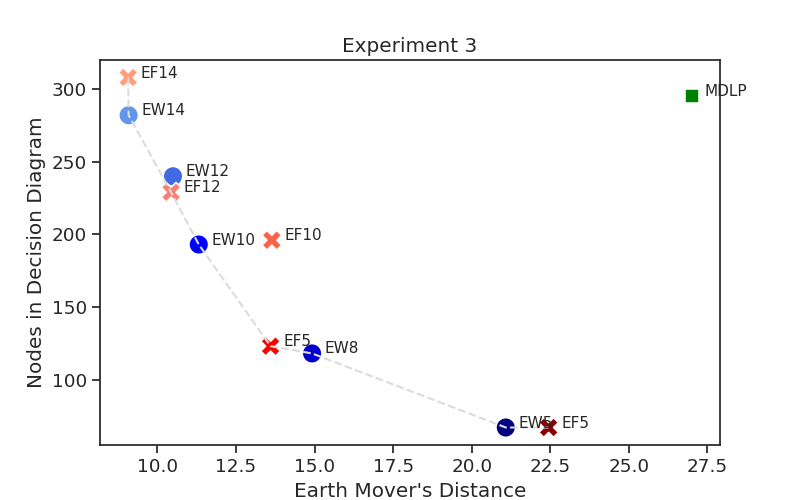 Experiment 3
EF14
MDLP
EW14
EW12
EF12
EW10
EF10
EF5
EW8
EW5
EF5
300
250
200
150
100
Nodes in Decision Diagram
10.0 12.5 15.0 17.5 20.0 22.5 25.0 27.5
Earth Mover's Distance